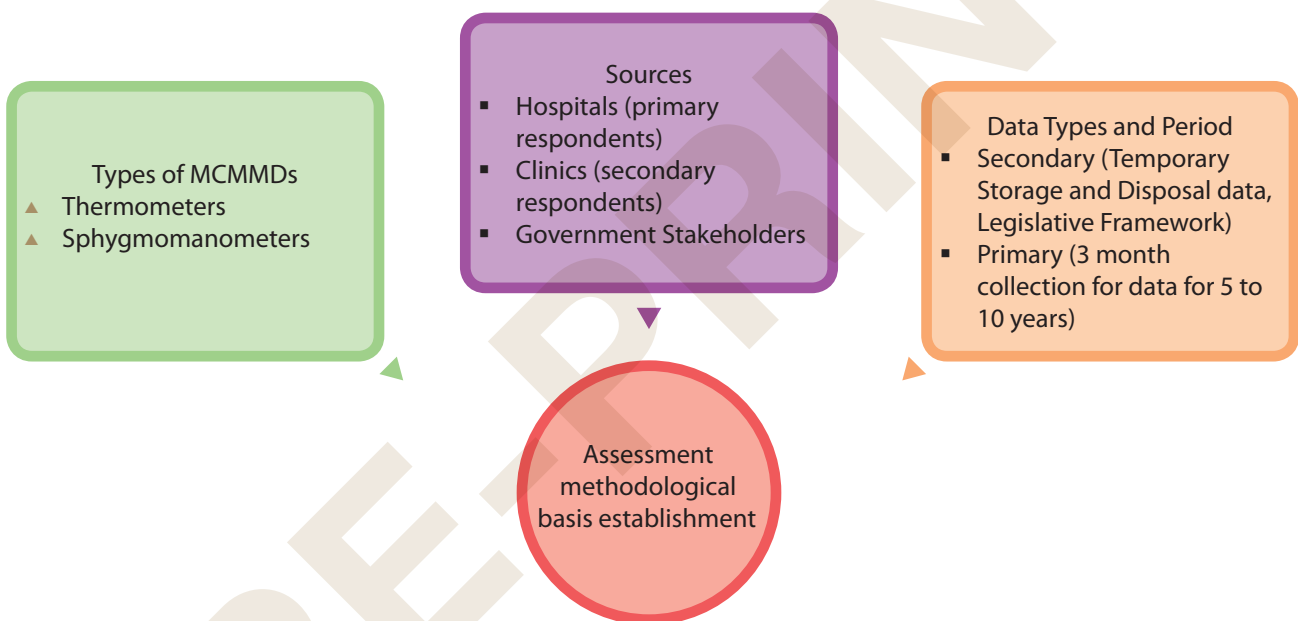 Types of MCMMDs
▲ Thermometers
▲ Sphygmomanometers
Sources
▪ Hospitals (primary
respondents)
▪ Clinics (secondary
respondents)
▪ Government Stakeholders
Data Types and Period
▪ Secondary (Temporary
Storage and Disposal data,
Legislative Framework)
▪ Primary (3 month
collection for data for 5 to
10 years)
Assessment
methodological
basis establishment
RE-PRIN